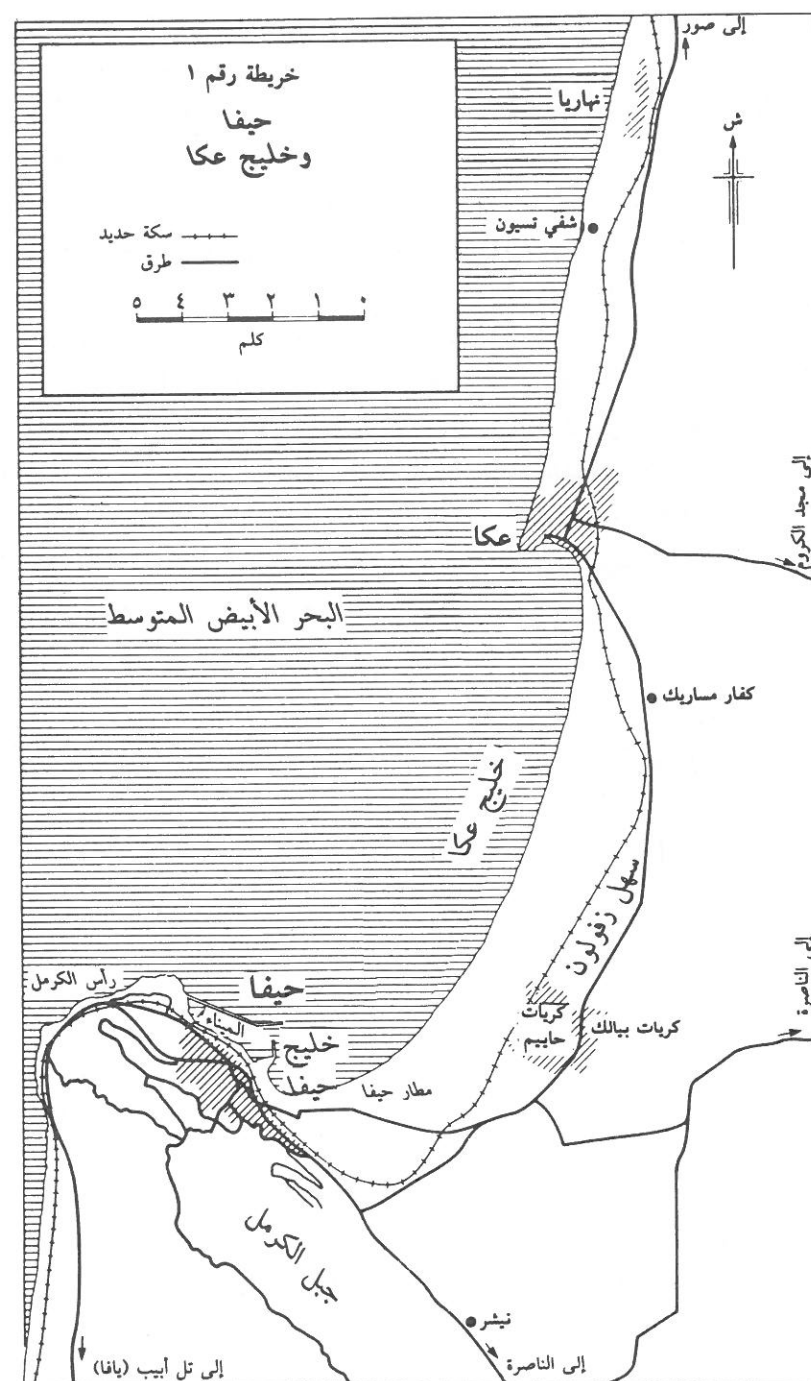 إلى صور
خريطة رقم ١
حيفا
وخليج عكا
سكة حديد
طرق
٥ ٤ ٣ ٢ ١ ٠
كلم
نهاريا
ش
شفي تسيون
إلى مجد الكروم
عكا
البحر الأبيض المتوسط
كفار مساريك
خليج عكا
سهل زفولون
إلى الناصرة
رأس الكرمل
حيفا
الميناء
خليج
حيفا
مطار حيفا
كريات
حاييم
كريات بيالك
جبل الكرمل
نيشر
إلى الناصرة
إلى تل أبيب (يافا)